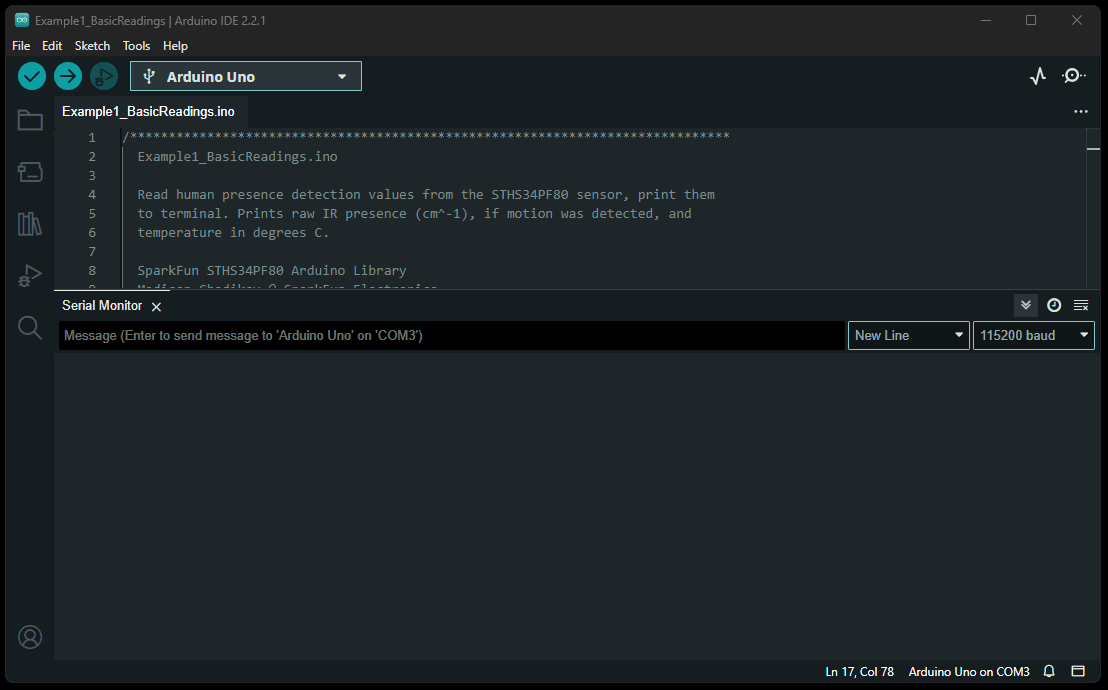 Example1_BasicReadings | Arduino IDE 2.2.1
File Edit Sketch Tools Help
Arduino Uno
Example1_BasicReadings.ino
1 /******************************************************************************
2 Example1_BasicReadings.ino
3
4 Read human presence detection values from the STHS34PF80 sensor, print them
5 to terminal. Prints raw IR presence (cm^-1), if motion was detected, and
6 temperature in degrees C.
7
8 SparkFun STHS34PF80 Arduino Library
9 @ SparkFun Electronics
Serial Monitor
Message (Enter to send message to 'Arduino Uno' on 'COM3')
New Line
115200 baud
Ln 17, Col 78 Arduino Uno on COM3